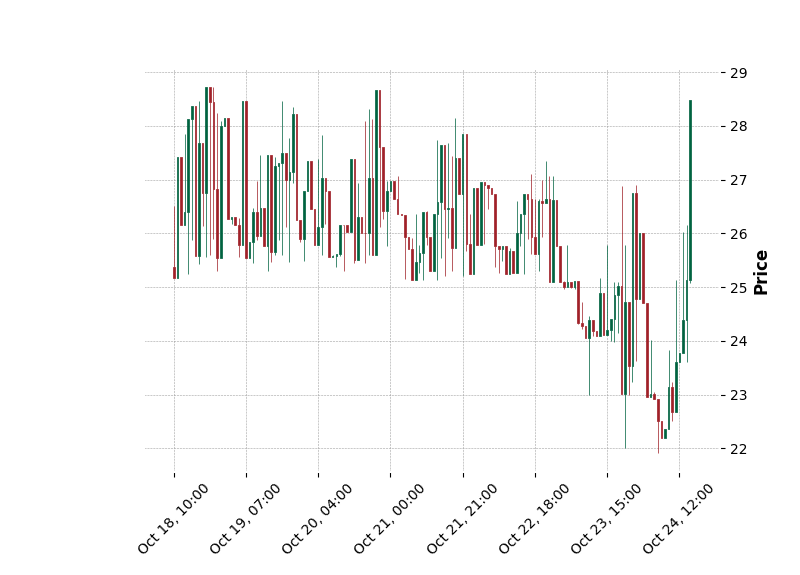 29
28
27
26
25
24
23
22
Price
Oct 18, 10:00
Oct 19, 07:00
Oct 20, 04:00
Oct 21, 00:00
Oct 21, 21:00
Oct 22, 18:00
Oct 23, 15:00
Oct 24, 12:00